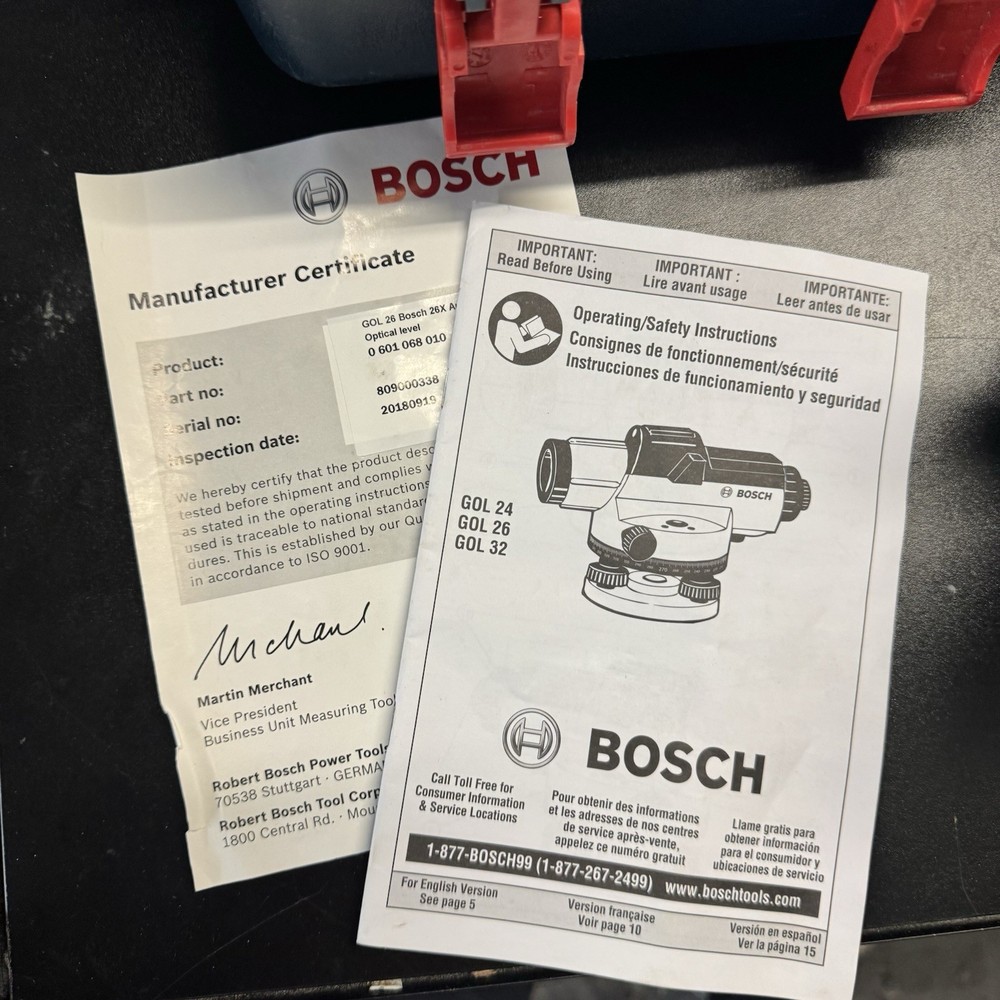 BOSCH
Manufacturer Certificate
Product:
GOL 26 Bosch 26X
Optical level
art no:
0 601 068 010
erial no:
809000338
Inspection date:
20180919
We hereby certify that the product
tested before shipment and complies
as stated in the operating instructions
used is traceable to national
dures. This is established by our
in accordance to ISO 9001.
Martin Merchant
Vice President
Business Unit Measuring
Robert Bosch Power Tools
70538 Stuttgart ·
Robert Bosch Tool
1800 Central Rd. ·
IMPORTANT:
Read Before Using
IMPORTANT :
Lire avant usage
IMPORTANTE:
Leer antes de usar
Operating/Safety Instructions
Consignes de fonctionnement/sécurité
Instrucciones de funcionamiento y seguridad
BOSCH
GOL 24
GOL 26
GOL 32
BOSCH
Call Toll Free for
Consumer Information
& Service Locations
Pour obtenir des informations
et les adresses de nos centres
de service après-vente,
appelez ce numéro gratuit
Llame gratis para
obtener información
para el consumidor y
ubicaciones de servicio
1-877-BOSCH99 (1-877-267-2499) www.boschtools.com
For English Version
See page 5
Version française
Voir page 10
Versión en español
Ver la página 15